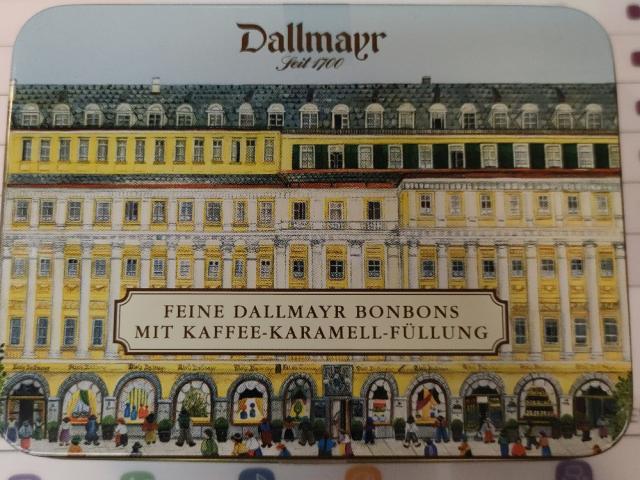 Dallmayr
Seit 1700
FEINE DALLMAYR BONBONS
MIT KAFFEE-KARAMELL-FÜLLUNG